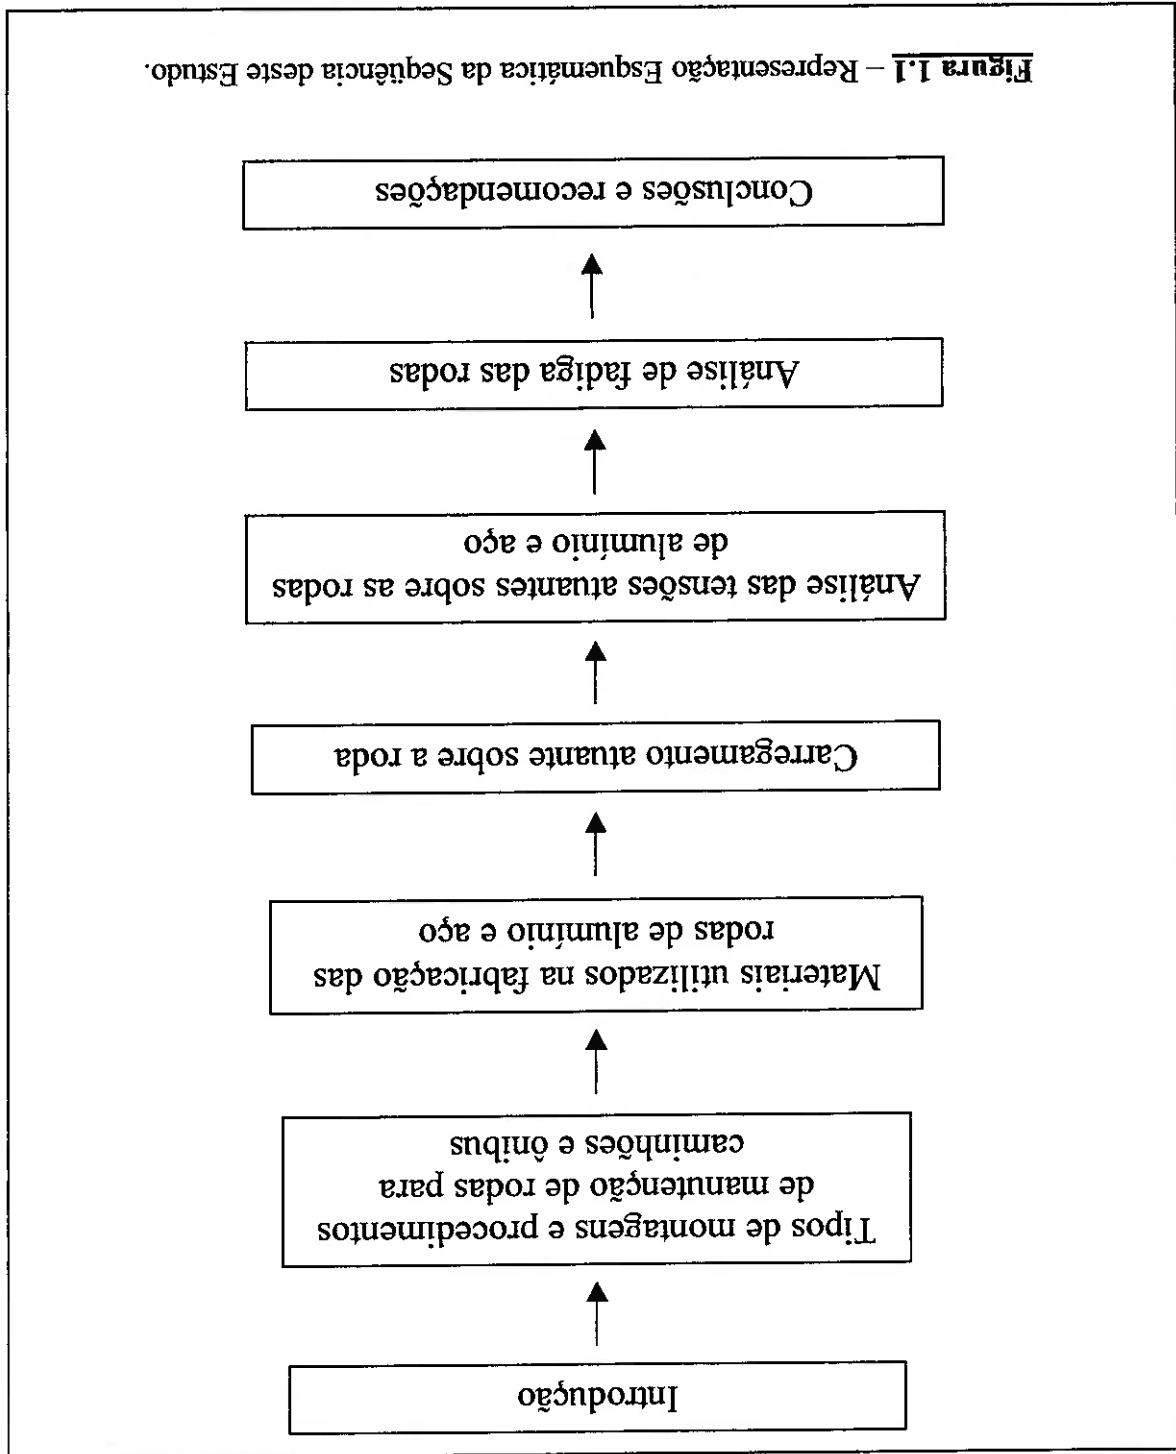 Introdução
Tipos de montagens e procedimentos
de manutenção de rodas para
caminhões e ônibus
Materiais utilizados na fabricação das
rodas de alumínio e aço
Carregamento atuante sobre a roda
Análise das tensões atuantes sobre as rodas
de alumínio e aço
Análise de fadiga das rodas
Conclusões e recomendações
Figura 1.1 – Representação Esquemática da Seqüência deste Estudo.